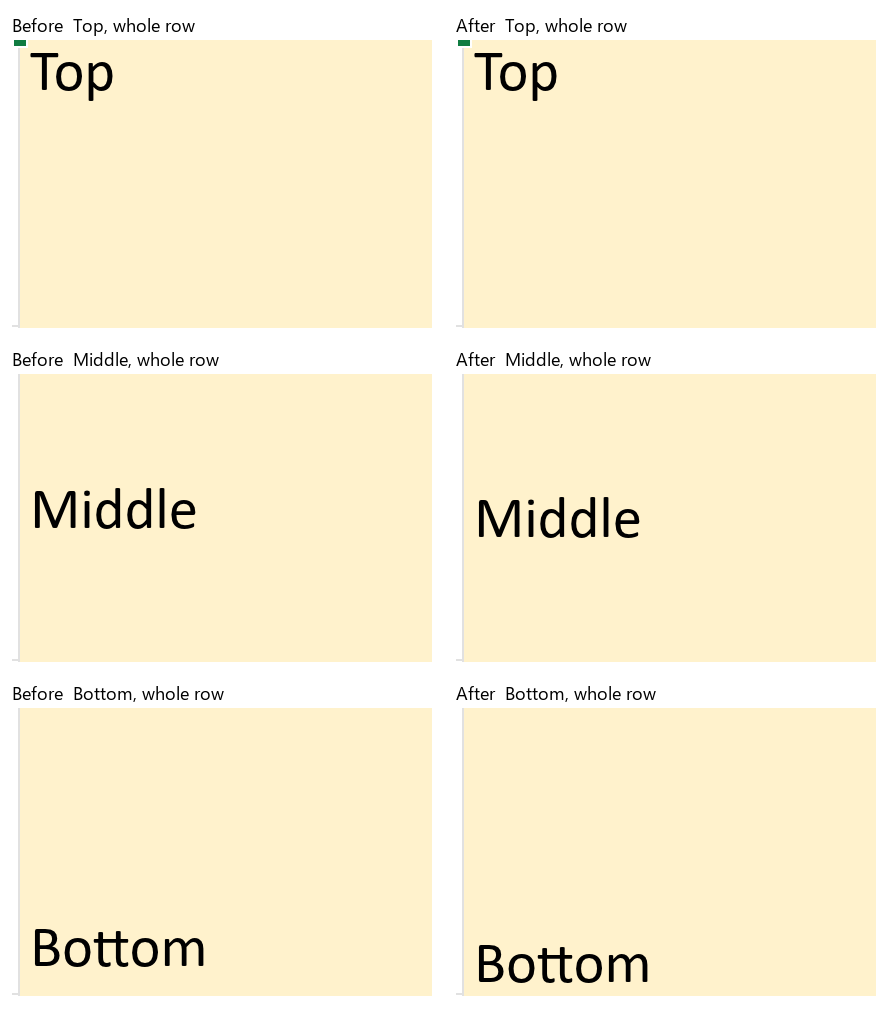 Before  Top, whole row
After  Top, whole row
Top
Top
Before  Middle, whole row
After  Middle, whole row
Middle
Middle
Before  Bottom, whole row
After  Bottom, whole row
Bottom
Bottom